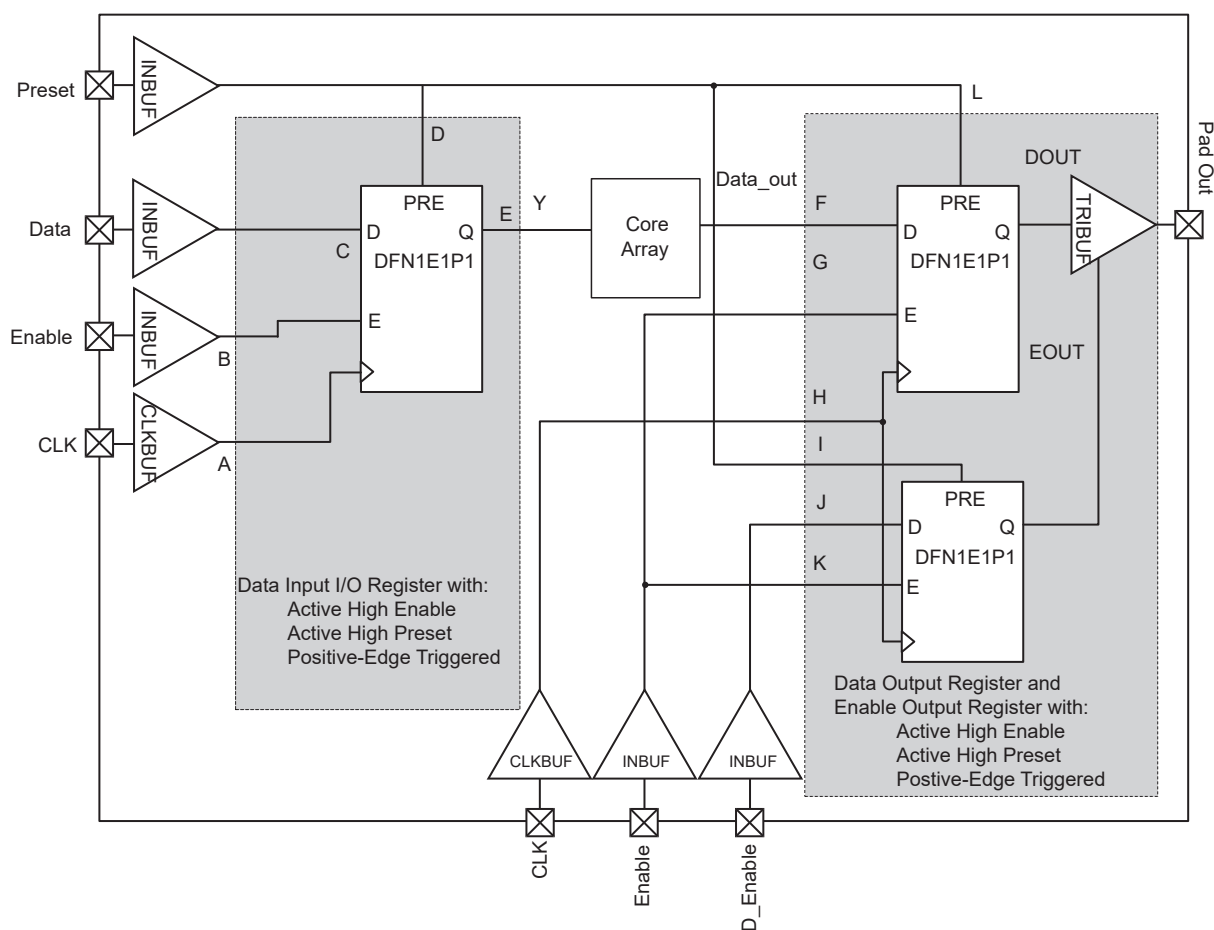 Preset
INBUF
L
D
Pad Out
DOUT
Data
INBUF
PRE
D
Q
C
DFN1E1P1
E
Y
Core
Array
Data_out
F
G
PRE
D
Q
DFN1E1P1
E
TRIBUF
Enable
INBUF
B
E
EOUT
CLK
CLKBUF
A
H
I
J
K
PRE
D
Q
DFN1E1P1
E
Data Input I/O Register with:
Active High Enable
Active High Preset
Positive-Edge Triggered
Data Output Register and
Enable Output Register with:
Active High Enable
Active High Preset
Postive-Edge Triggered
CLKBUF
INBUF
INBUF
CLK
Enable
D_Enable